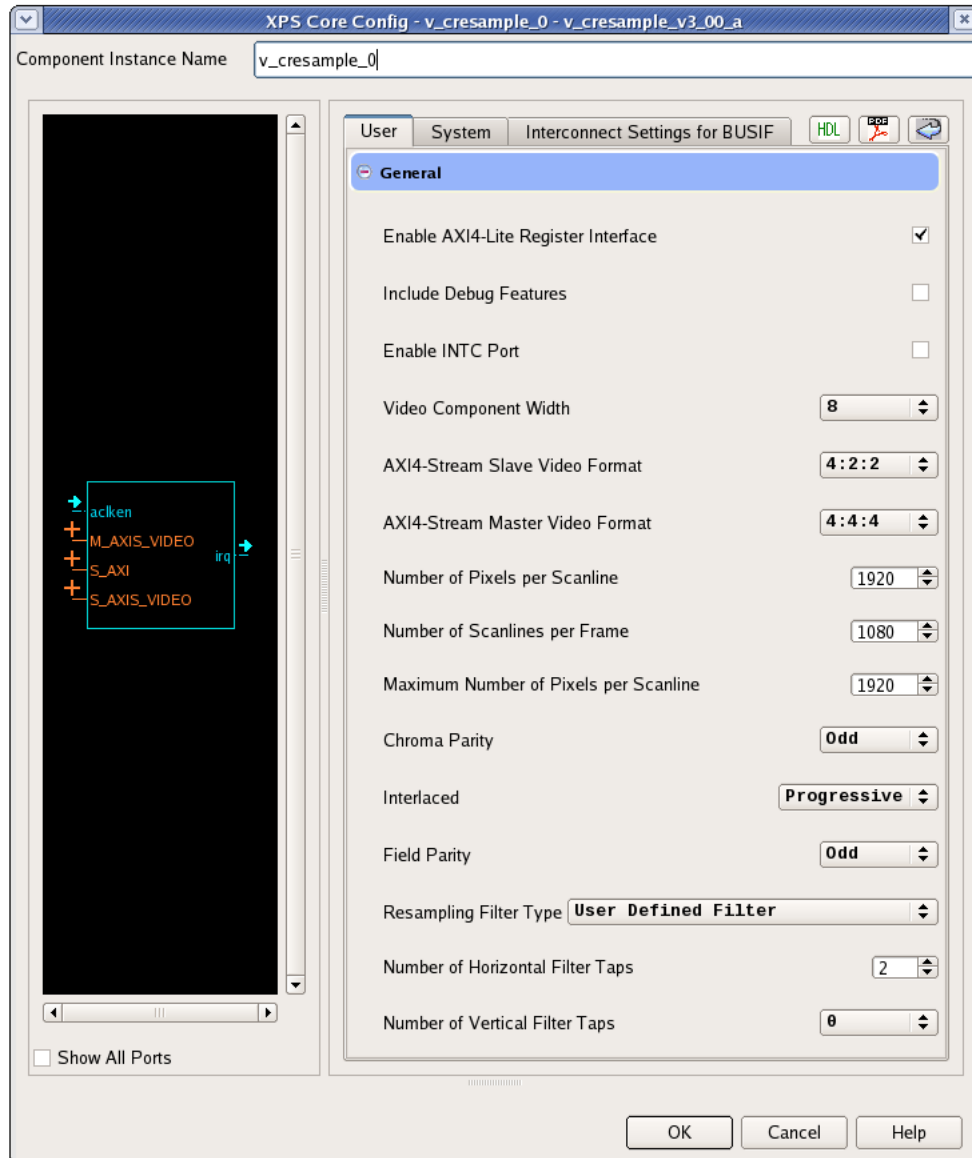 XPS Core Config - v_cresample_0 - v_cresample_v3_00_a
Component Instance Name v_cresample_0
User System Interconnect Settings for BUSIF HDL PDF
General
Enable AXI4-Lite Register Interface
Include Debug Features
Enable INTC Port
Video Component Width 8
AXI4-Stream Slave Video Format 4:2:2
AXI4-Stream Master Video Format 4:4:4
Number of Pixels per Scanline 1920
Number of Scanlines per Frame 1080
Maximum Number of Pixels per Scanline 1920
Chroma Parity Odd
Interlaced Progressive
Field Parity Odd
Resampling Filter Type User Defined Filter
Number of Horizontal Filter Taps 2
Number of Vertical Filter Taps 0
aclken
M_AXIS_VIDEO
irq
S_AXI
S_AXIS_VIDEO
Show All Ports
OK Cancel Help